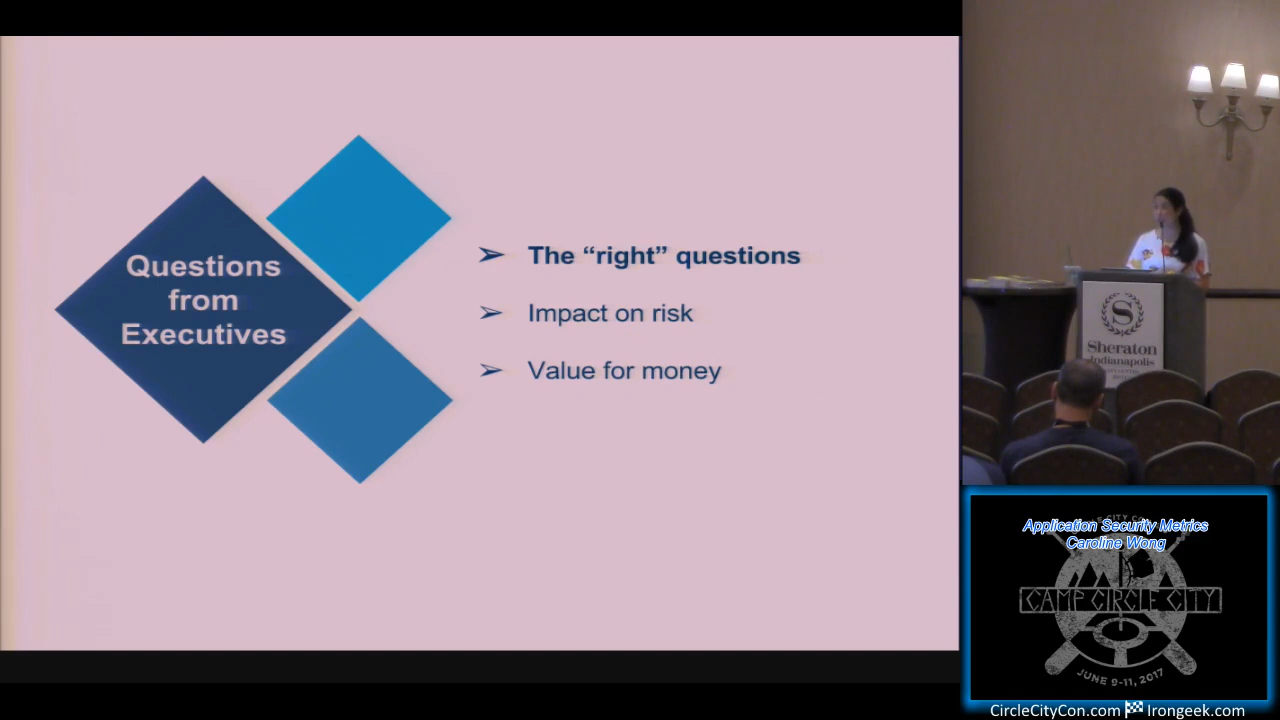 Questions
from
Executives
➢ The “right” questions
➢ Impact on risk
➢ Value for money
S
Sheraton
Indianapolis
Application Security Metrics
Caroline Wong
CAMP CIRCLE CITY
JUNE 9-11, 2017
CircleCityCon.com Irongeek.com